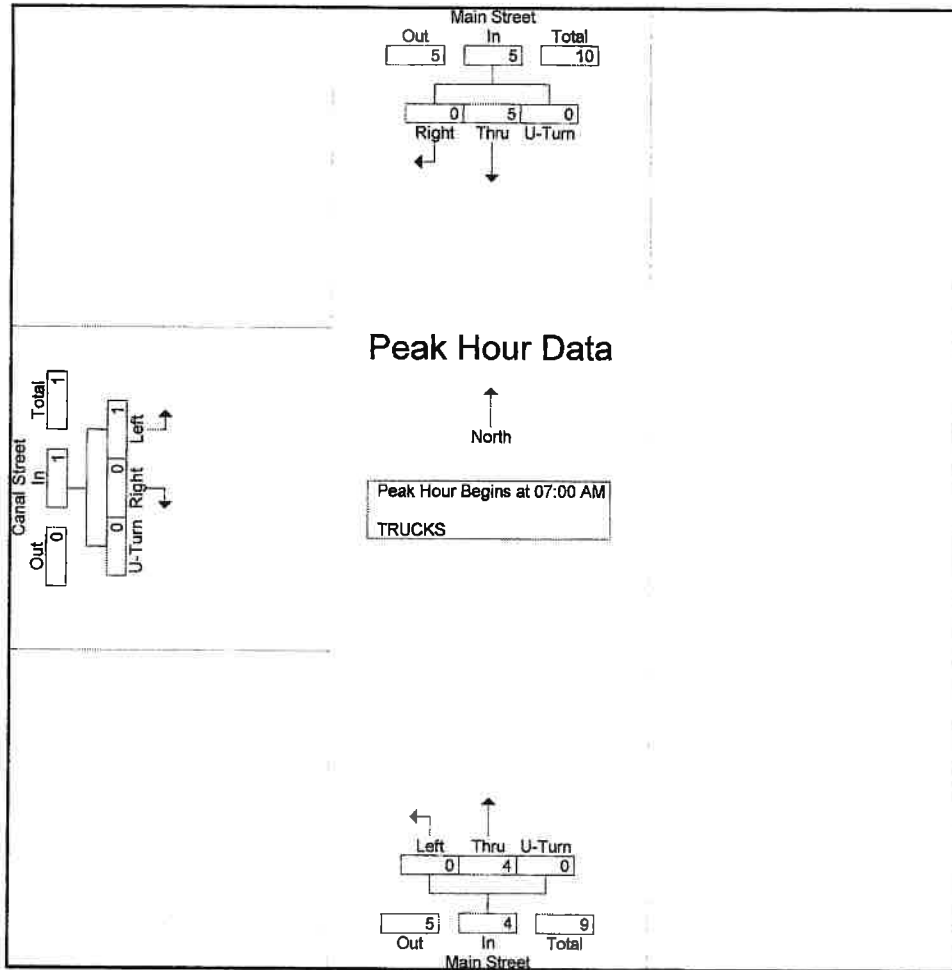 Main Street
Out In Total
5 5 10
0 5 0
Right Thru U-Turn
Peak Hour Data
North
Peak Hour Begins at 07:00 AM
TRUCKS
Canal Street
Out In Total
0 1 1
0 0 1
U-Turn Right Left
Left Thru U-Turn
0 4 0
5 4 9
Out In Total
Main Street